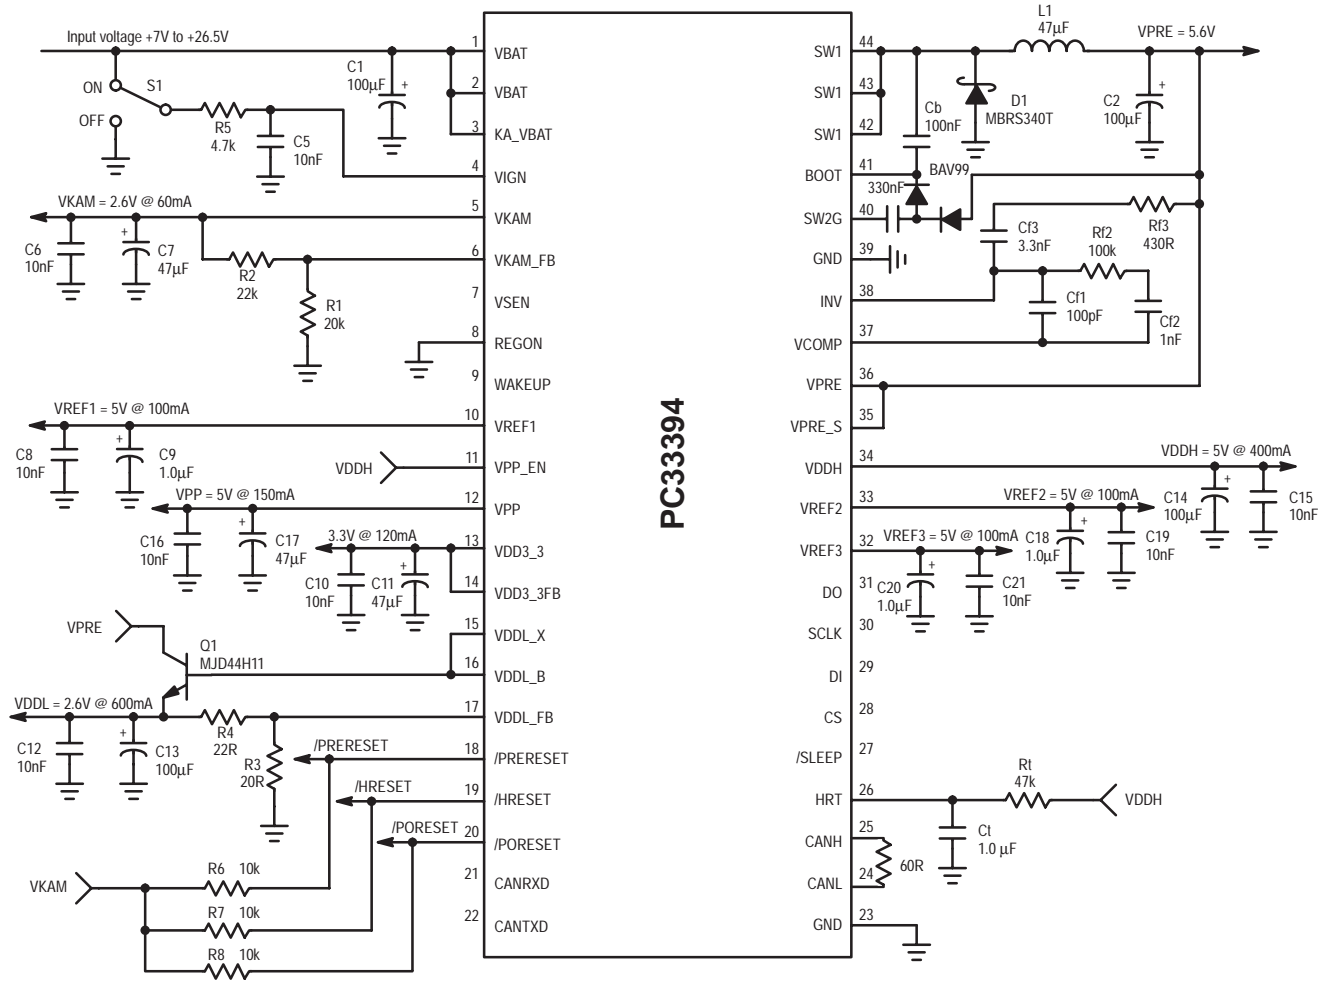 Input voltage +7V to +26.5V
ON
S1
OFF
R5
4.7k
C5
10nF
C1
100µF
+
VKAM = 2.6V @ 60mA
C6
10nF
+
C7
47µF
R2
22k
R1
20k
VREF1 = 5V @ 100mA
C8
10nF
+
C9
1.0µF
VDDH
VPP = 5V @ 150mA
C16
10nF
+
C17
47µF
3.3V @ 120mA
C10
10nF
C11
47µF
+
VPRE
Q1
MJD44H11
VDDL = 2.6V @ 600mA
C12
10nF
+
C13
100µF
R4
22R
R3
20R
/PRERESET
/HRESET
/PORESET
VKAM
R6 10k
R7 10k
R8 10k
1 VBAT
2 VBAT
3 KA_VBAT
4 VIGN
5 VKAM
6 VKAM_FB
7 VSEN
8 REGON
9 WAKEUP
10 VREF1
11 VPP_EN
12 VPP
13 VDD3_3
14 VDD3_3FB
15 VDDL_X
16 VDDL_B
17 VDDL_FB
18 /PRERESET
19 /HRESET
20 /PORESET
21 CANRXD
22 CANTXD
PC33394
SW1 44
SW1 43
SW1 42
BOOT 41
SW2G 40
GND 39
INV 38
VCOMP 37
VPRE 36
VPRE_S 35
VDDH 34
VREF2 33
VREF3 32
DO 31
SCLK 30
DI 29
CS 28
/SLEEP 27
HRT 26
CANH 25
CANL 24
GND 23
L1
47µF
VPRE = 5.6V
Cb
100nF
D1
MBRS340T
+
C2
100µF
BAV99
330nF
Cf3
3.3nF
Rf3
430R
Rf2
100k
Cf1
100pF
Cf2
1nF
VDDH = 5V @ 400mA
C14
100µF
+
C15
10nF
VREF2 = 5V @ 100mA
C18
1.0µF
+
C19
10nF
VREF3 = 5V @ 100mA
C20
1.0µF
+
C21
10nF
Rt
47k
VDDH
Ct
1.0 µF
60R